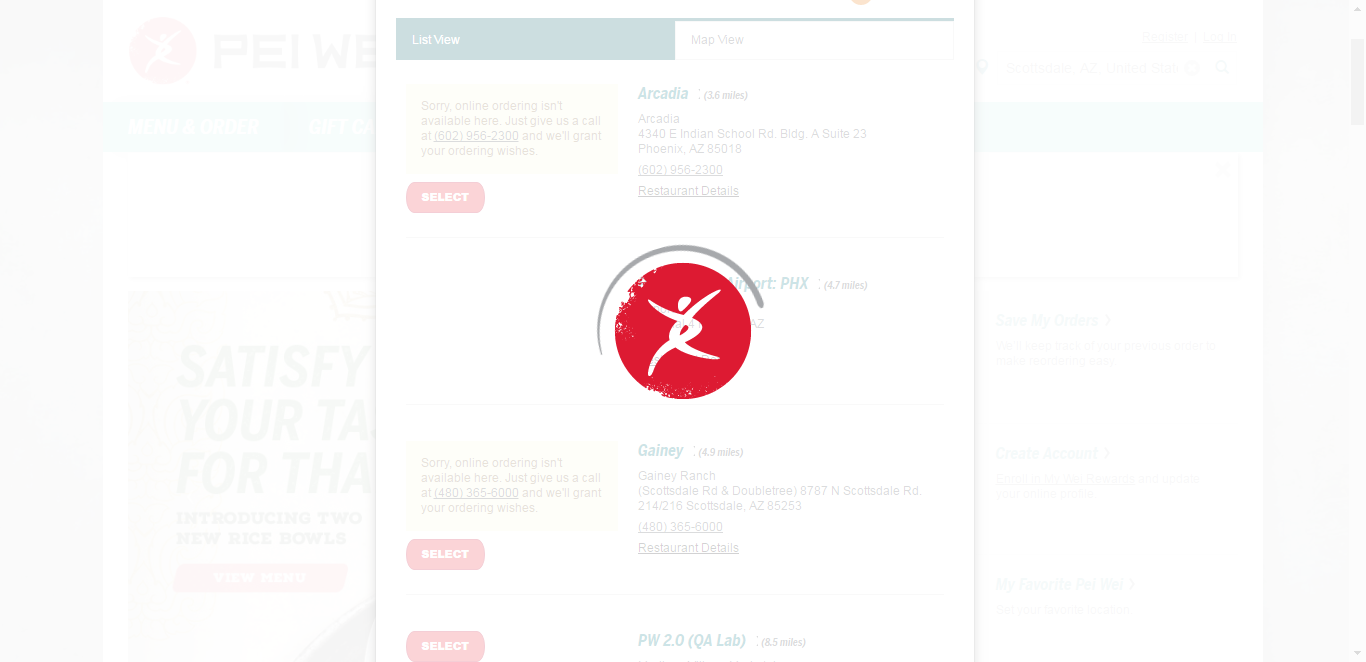 PEI WE
Register | Log In
Scottsdale, AZ, United Stat
MENU & ORDER
GIFT CA
List View
Map View
Sorry, online ordering isn't
available here. Just give us a call
at (602) 956-2300 and we'll grant
your ordering wishes.
SELECT
Arcadia : (3.6 miles)
Arcadia
4340 E Indian School Rd. Bldg. A Suite 23
Phoenix, AZ 85018
(602) 956-2300
Restaurant Details
Airport: PHX : (4.7 miles)
AZ
Sorry, online ordering isn't
available here. Just give us a call
at (480) 365-6000 and we'll grant
your ordering wishes.
SELECT
Gainey : (4.9 miles)
Gainey Ranch
(Scottsdale Rd & Doubletree) 8787 N Scottsdale Rd.
214/216 Scottsdale, AZ 85253
(480) 365-6000
Restaurant Details
SELECT
PW 2.0 (QA Lab) : (8.5 miles)
SATISFY
YOUR TA
FOR THA
INTRODUCING TWO
NEW RICE BOWLS
VIEW MENU
Save My Orders
We'll keep track of your previous order to
make reordering easy.
Create Account
Enroll in My Wei Rewards and update
your online profile.
My Favorite Pei Wei
Set your favorite location